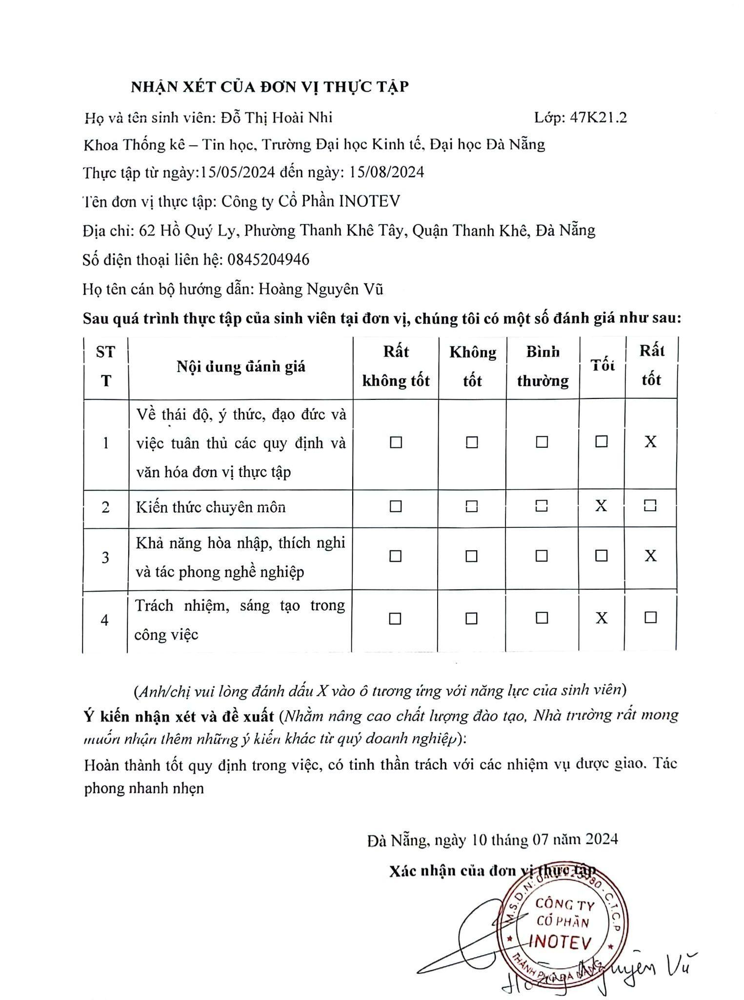 NHẬN XÉT CỦA ĐƠN VỊ THỰC TẬP
Họ và tên sinh viên: Đỗ Thị Hoài Nhi Lớp: 47K21.2
Khoa Thống kê – Tin học, Trường Đại học Kinh tế, Đại học Đà Nẵng
Thực tập từ ngày:15/05/2024 đến ngày: 15/08/2024
Tên đơn vị thực tập: Công ty Cổ Phần INOTEV
Địa chỉ: 62 Hồ Quý Ly, Phường Thanh Khê Tây, Quận Thanh Khê, Đà Nẵng
Số điện thoại liên hệ: 0845204946
Họ tên cán bộ hướng dẫn: Hoàng Nguyên Vũ
Sau quá trình thực tập của sinh viên tại đơn vị, chúng tôi có một số đánh giá như sau:
ST Rất Không Bình Rất
Nội dung đánh giá Tốt
T không tốt tốt thường tốt
Về thái độ, ý thức, đạo đức và
1 việc tuân thủ các quy định và ☐ ☐ ☐ ☐ X
văn hóa đơn vị thực tập
2 Kiến thức chuyên môn ☐ ☐ ☐ X ☐
Khả năng hòa nhập, thích nghi
3 ☐ ☐ ☐ ☐ X
và tác phong nghề nghiệp
Trách nhiệm, sáng tạo trong
4 ☐ ☐ ☐ X ☐
công việc
(Anh/chị vui lòng đánh dấu X vào ô tương ứng với năng lực của sinh viên)
Ý kiến nhận xét và đề xuất (Nhằm nâng cao chất lượng đào tạo, Nhà trường rất mong
muốn nhận thêm những ý kiến khác từ quý doanh nghiệp):
Hoàn thành tốt quy định trong việc, có tinh thần trách với các nhiệm vụ được giao. Tác
phong nhanh nhẹn
Đà Nẵng, ngày 10 tháng 07 năm 2024
Xác nhận của đơn vị thực tập
M.S.D.N: - C.T.C.P
CÔNG TY
CỔ PHẦN
INOTEV
THÀNH PHỐ ĐÀ NẴNG
Hoàng Nguyên Vũ